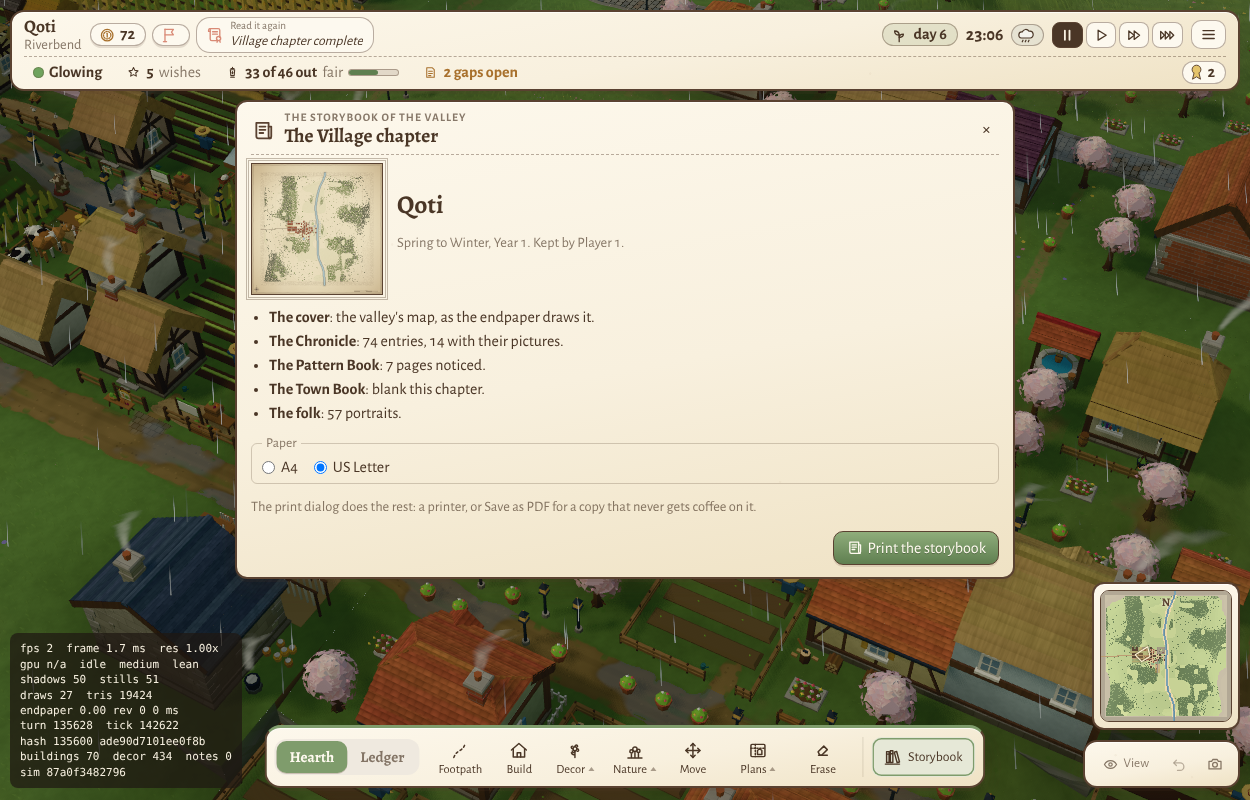 Qoti
Riverbend
72
Read it again
Village chapter complete
day 6
23:06
Glowing
5 wishes
33 of 46 out fair
2 gaps open
2
THE STORYBOOK OF THE VALLEY
The Village chapter
×
Qoti
Spring to Winter, Year 1. Kept by Player 1.
• The cover: the valley's map, as the endpaper draws it.
• The Chronicle: 74 entries, 14 with their pictures.
• The Pattern Book: 7 pages noticed.
• The Town Book: blank this chapter.
• The folk: 57 portraits.
Paper
A4 US Letter
The print dialog does the rest: a printer, or Save as PDF for a copy that never gets coffee on it.
Print the storybook
fps 2 frame 1.7 ms res 1.00x
gpu n/a idle medium lean
shadows 50 stills 51
draws 27 tris 19424
endpaper 0.00 rev 0 0 ms
turn 135628 tick 142622
hash 135600 ade90d7101ee0f8b
buildings 70 decor 434 notes 0
sim 87a0f3482796
N
Hearth Ledger
Footpath Build Decor Nature Move Plans Erase
Storybook
View